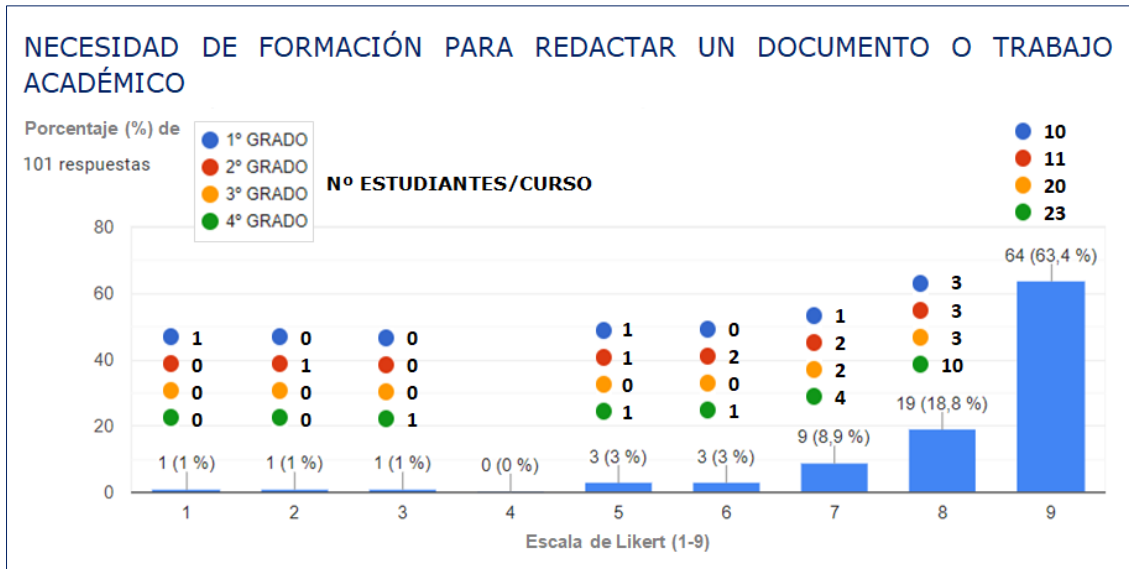 NECESIDAD DE FORMACIÓN PARA REDACTAR UN DOCUMENTO O TRABAJO
ACADÉMICO
Porcentaje (%) de
101 respuestas
1º GRADO
2º GRADO
3º GRADO
4º GRADO
Nº ESTUDIANTES/CURSO
10
11
20
23
80
60
40
20
0
1
0
0
0
0
1
0
0
0
0
0
1
1
1
0
1
0
2
0
1
1
2
2
4
3
3
3
10
1 (1 %)
1 (1 %)
1 (1 %)
0 (0 %)
3 (3 %)
3 (3 %)
9 (8,9 %)
19 (18,8 %)
64 (63,4 %)
1 2 3 4 5 6 7 8 9
Escala de Likert (1-9)